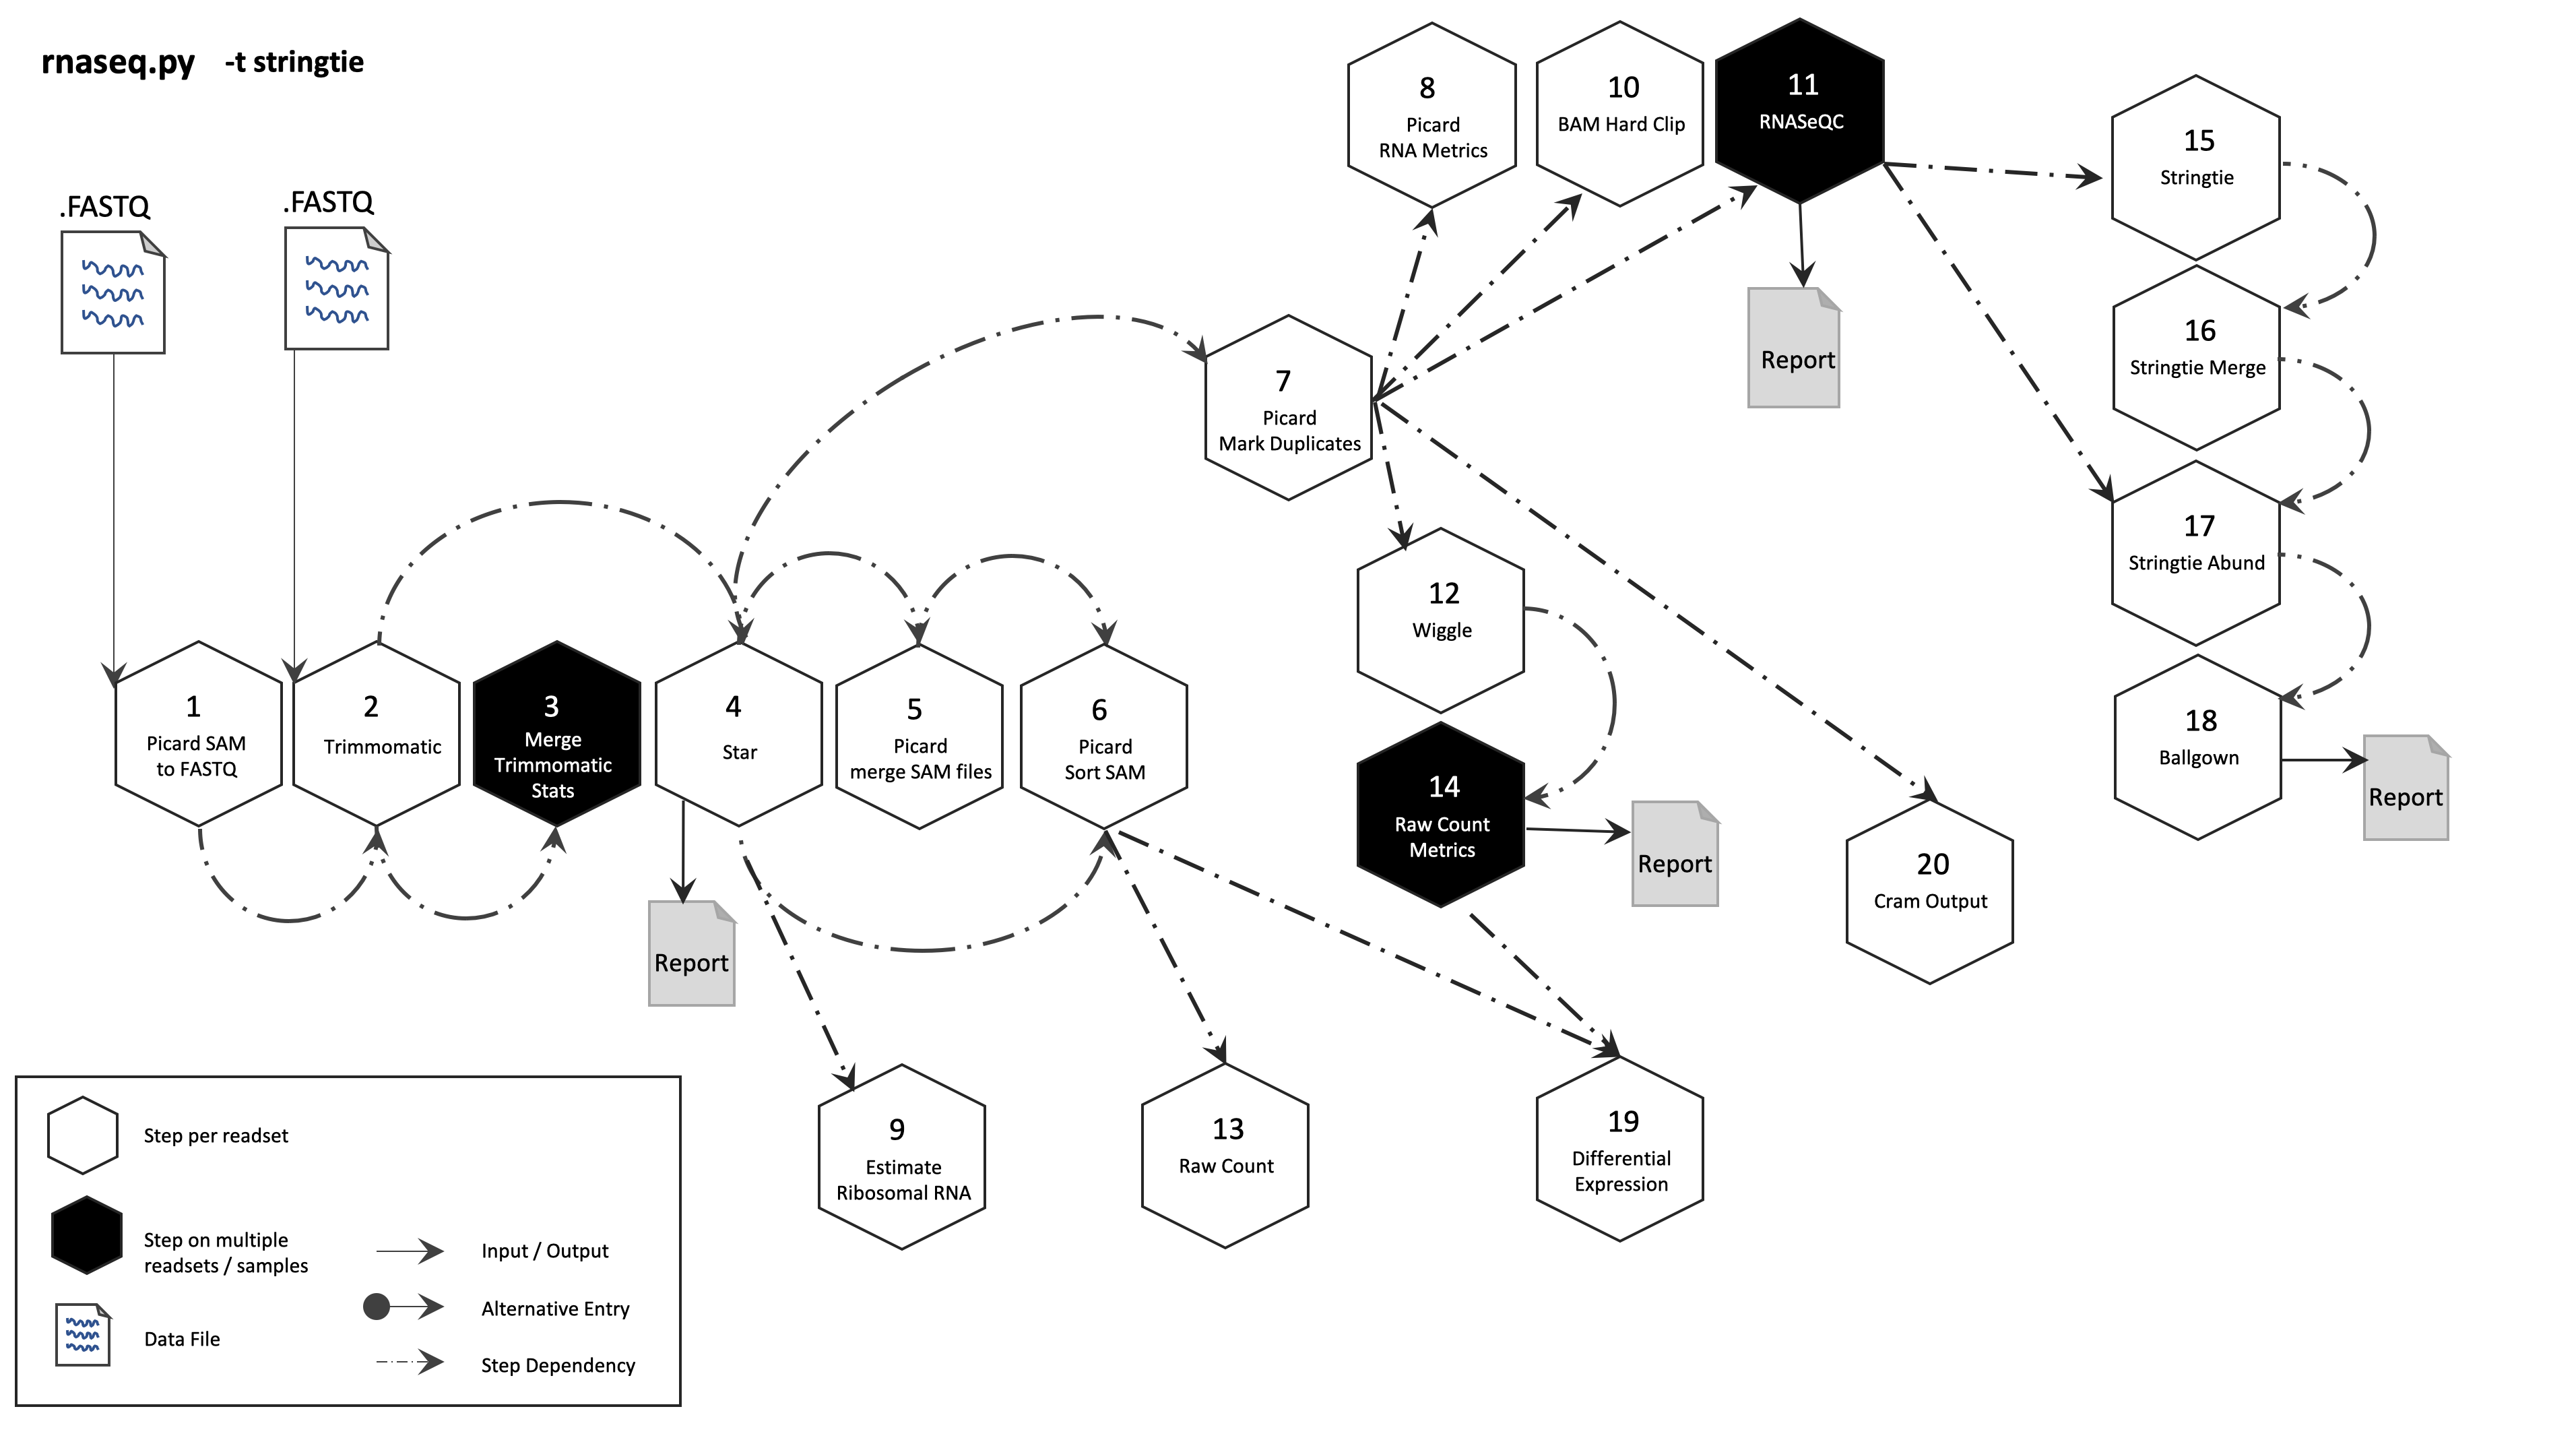 rnaseq.py -t stringtie
.FASTQ
.FASTQ
1
Picard SAM
to FASTQ
2
Trimmomatic
3
Merge
Trimmomatic
Stats
4
Star
Report
5
Picard
merge SAM files
6
Picard
Sort SAM
7
Picard
Mark Duplicates
8
Picard
RNA Metrics
10
BAM Hard Clip
11
RNASeQC
Report
12
Wiggle
14
Raw Count
Metrics
Report
15
Stringtie
16
Stringtie Merge
17
Stringtie Abund
18
Ballgown
Report
20
Cram Output
9
Estimate
Ribosomal RNA
13
Raw Count
19
Differential
Expression
Step per readset
Step on multiple
readsets / samples
Data File
Input / Output
Alternative Entry
Step Dependency